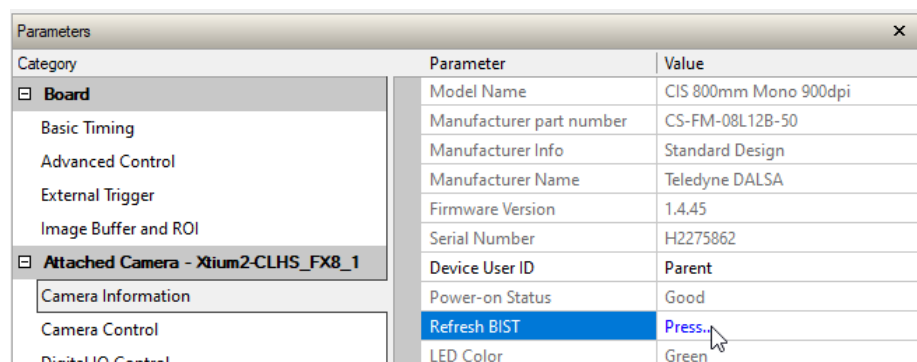 Parameters
Category Parameter Value
Board Model Name CIS 800mm Mono 900dpi
Basic Timing Manufacturer part number CS-FM-08L12B-50
Advanced Control Manufacturer Info Standard Design
External Trigger Manufacturer Name Teledyne DALSA
Firmware Version 1.4.45
Image Buffer and ROI Serial Number H2275862
Attached Camera - Xtium2-CLHS_FX8_1 Device User ID Parent
Camera Information Power-on Status Good
Camera Control Refresh BIST Press..
Digital IO Control LED Color Green